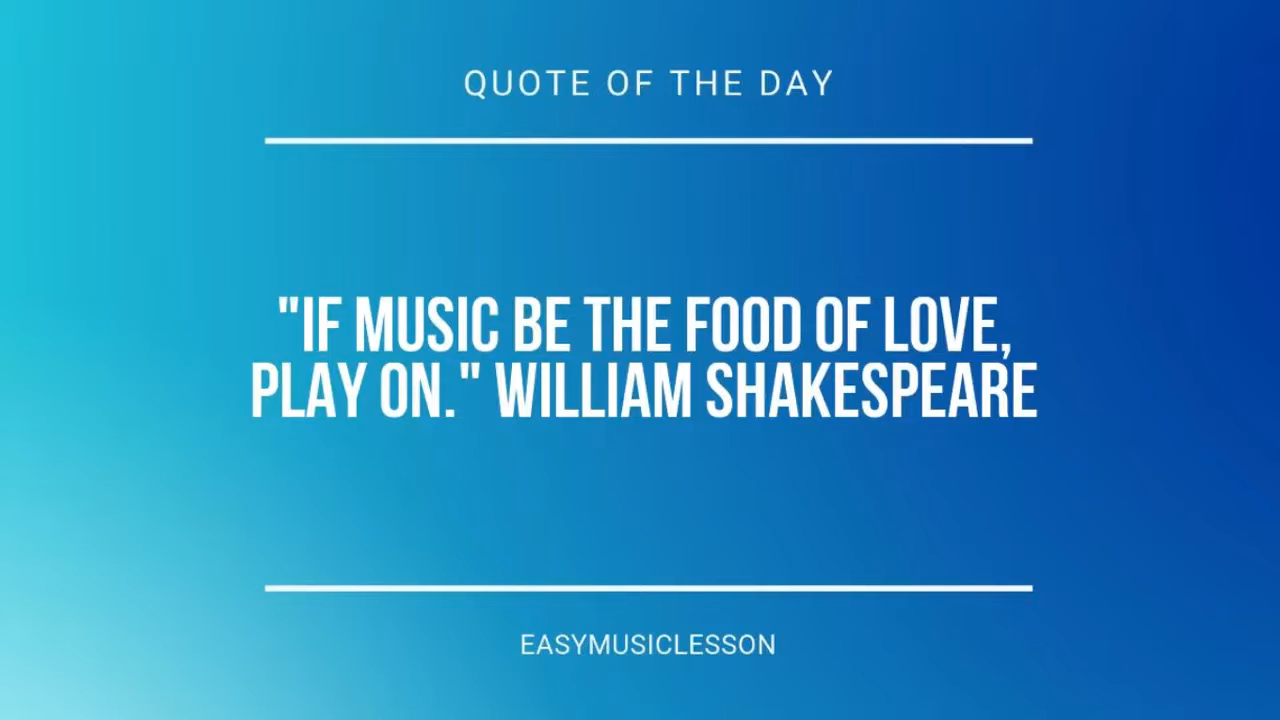 QUOTE OF THE DAY
"IF MUSIC BE THE FOOD OF LOVE,
PLAY ON." WILLIAM SHAKESPEARE
EASYMUSICLESSON